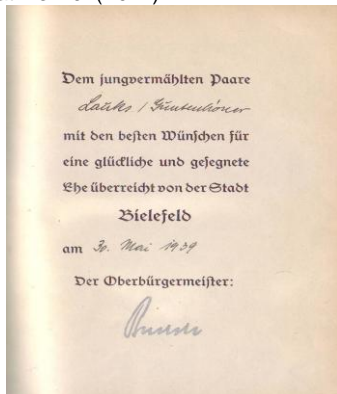 Dem jungvermählten Paare
mit den besten Wünschen für
eine glückliche und gesegnete
Ehe überreicht von der Stadt
Bielefeld
am 30. Mai 1939
Der Oberbürgermeister: